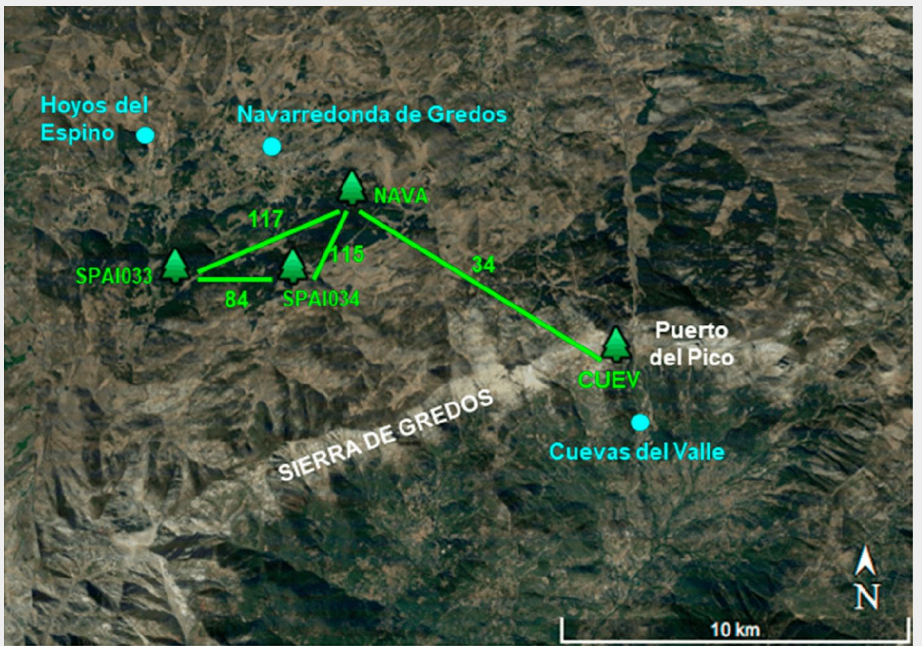 Hoyos del
Espino
Navarredonda de Gredos
NAVA
117
115
SPAI033
84
SPAI034
34
Puerto
del Pico
CUEV
SIERRA DE GREDOS
Cuevas del Valle
N
10 km